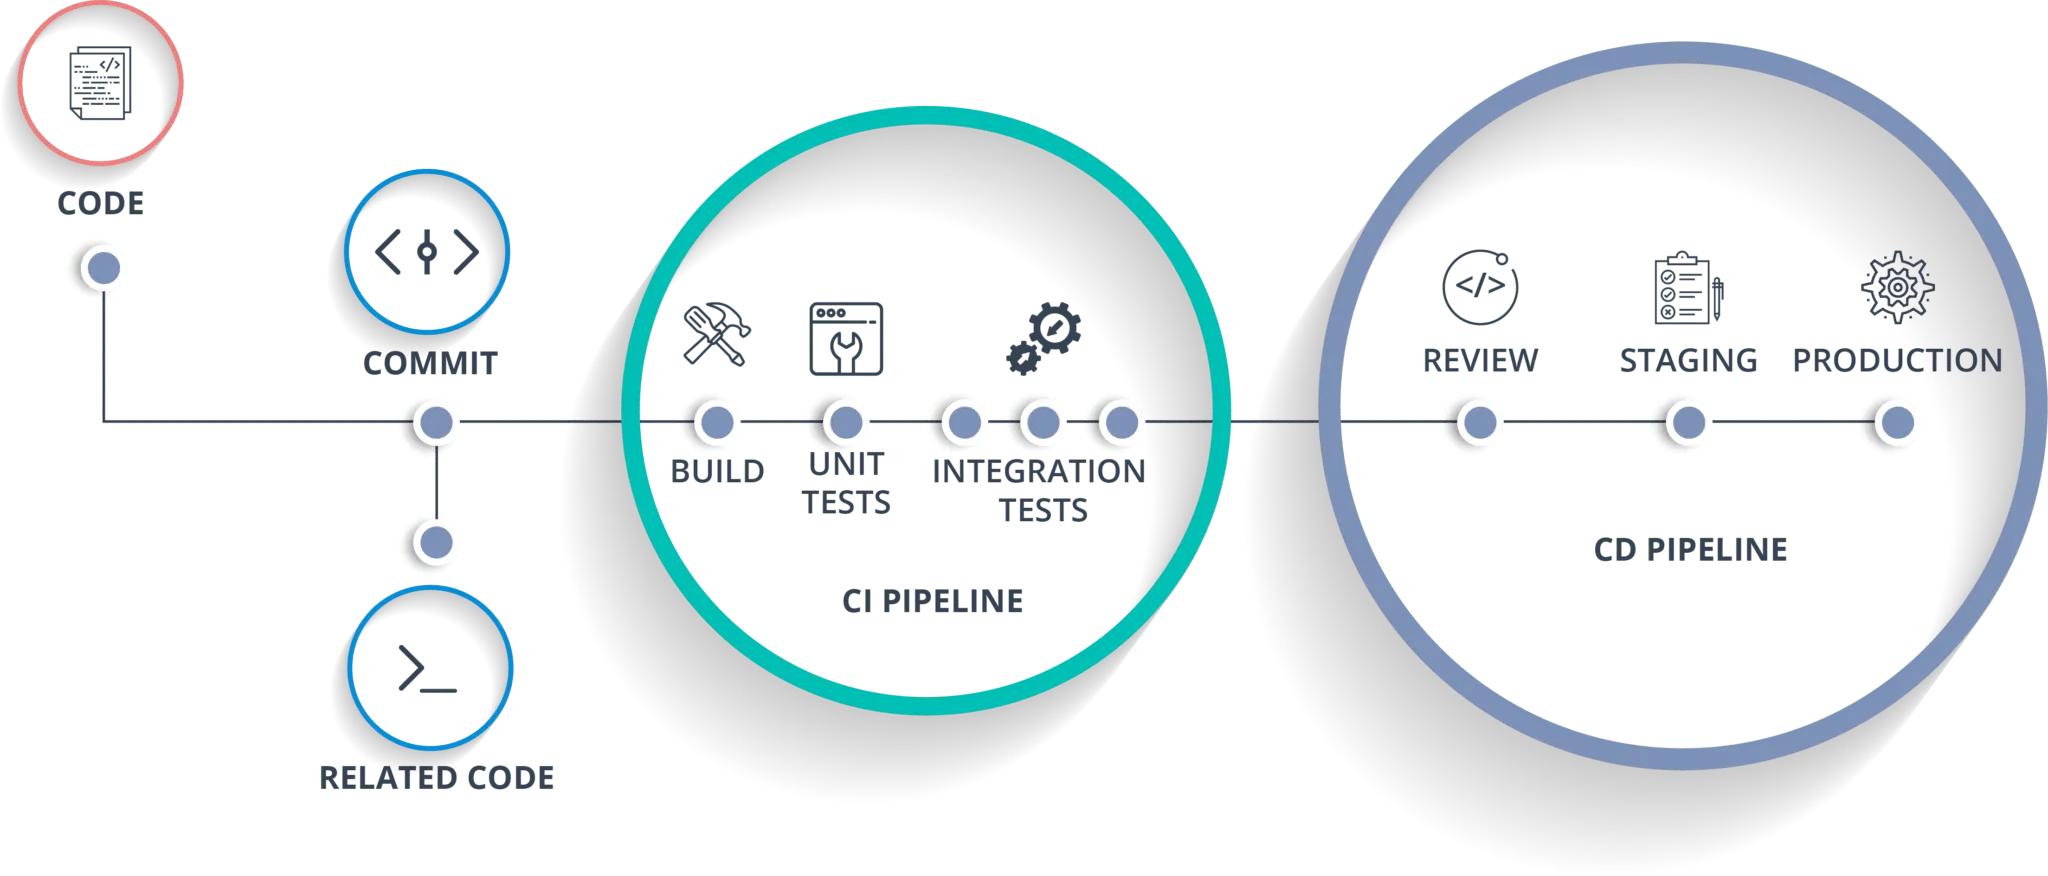 CODE
COMMIT
RELATED CODE
BUILD
UNIT
TESTS
INTEGRATION
TESTS
CI PIPELINE
REVIEW
STAGING
PRODUCTION
CD PIPELINE